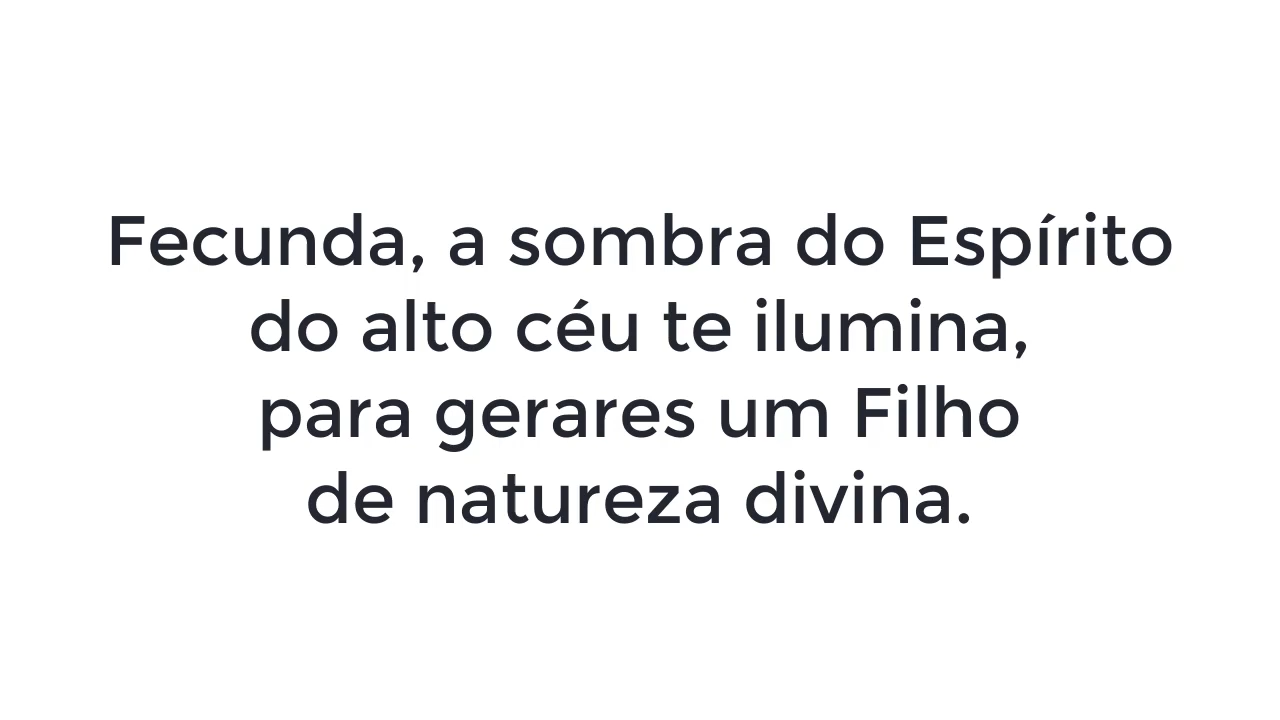 Fecunda, a sombra do Espírito
do alto céu te ilumina,
para gerares um Filho
de natureza divina.